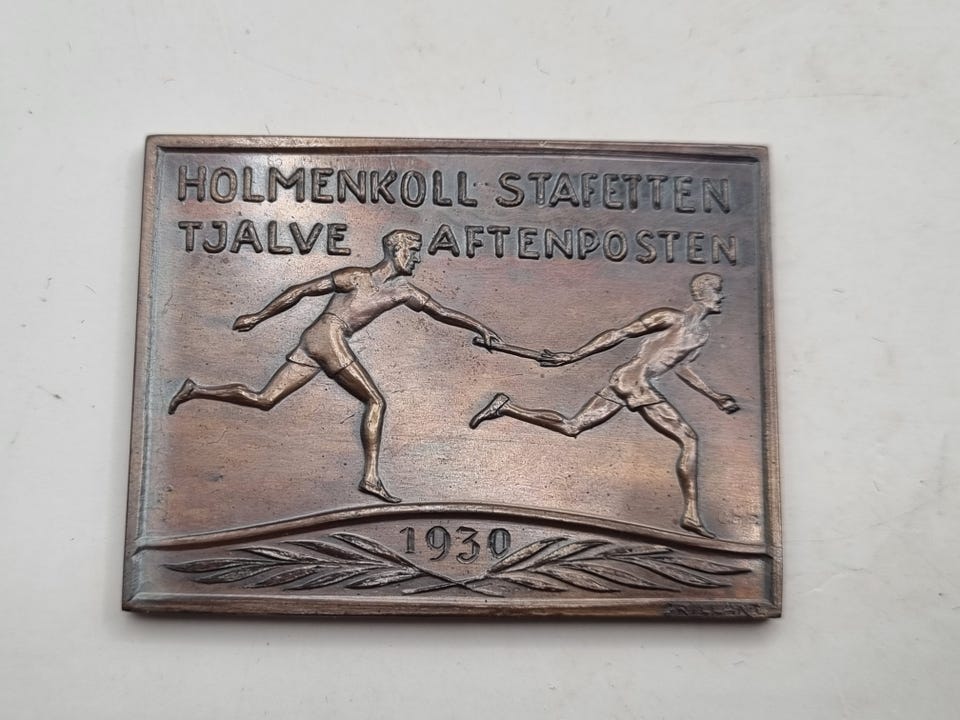 HOLMENKOLL STAFETTEN
TJALVE AFTENPOSTEN
1930